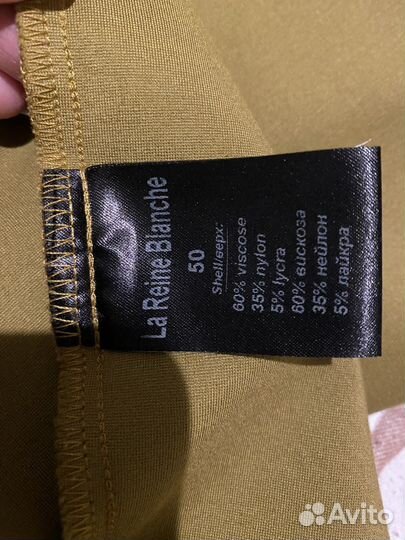 La Reine Blanche
50
Shell/верх:
60% viscose
35% nylon
5% lycra
60% вискоза
35% нейлон
5% лайкра
Avito